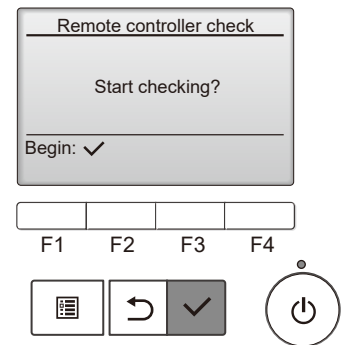 Remote controller check
Start checking?
Begin: ✓
F1 F2 F3 F4